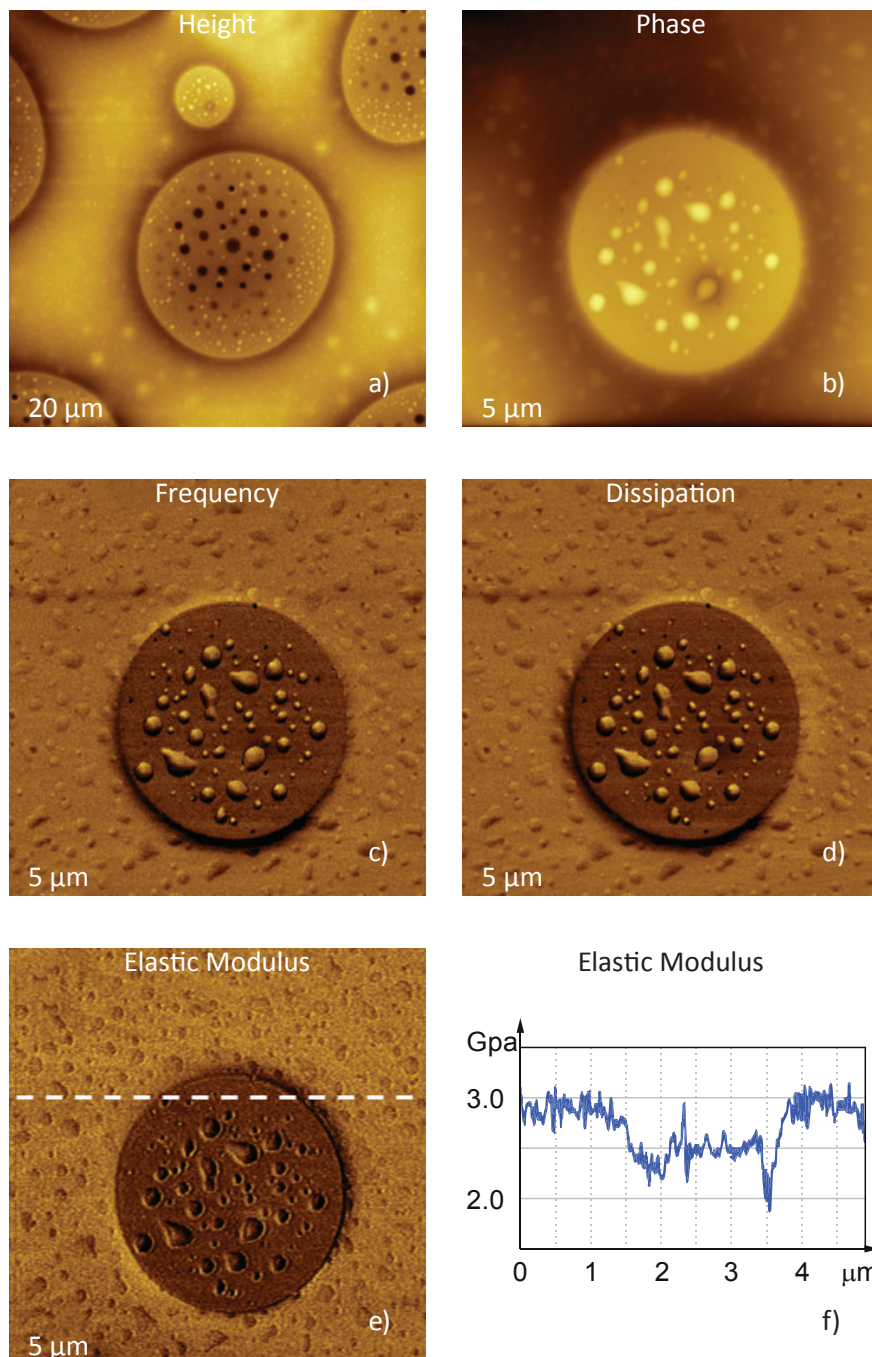 Height
a)
20 μm
Phase
b)
5 μm
Frequency
c)
5 μm
Dissipation
d)
5 μm
Elastic Modulus
e)
5 μm
Elastic Modulus
Gpa
3.0
2.0
0 1 2 3 4 μm
f)